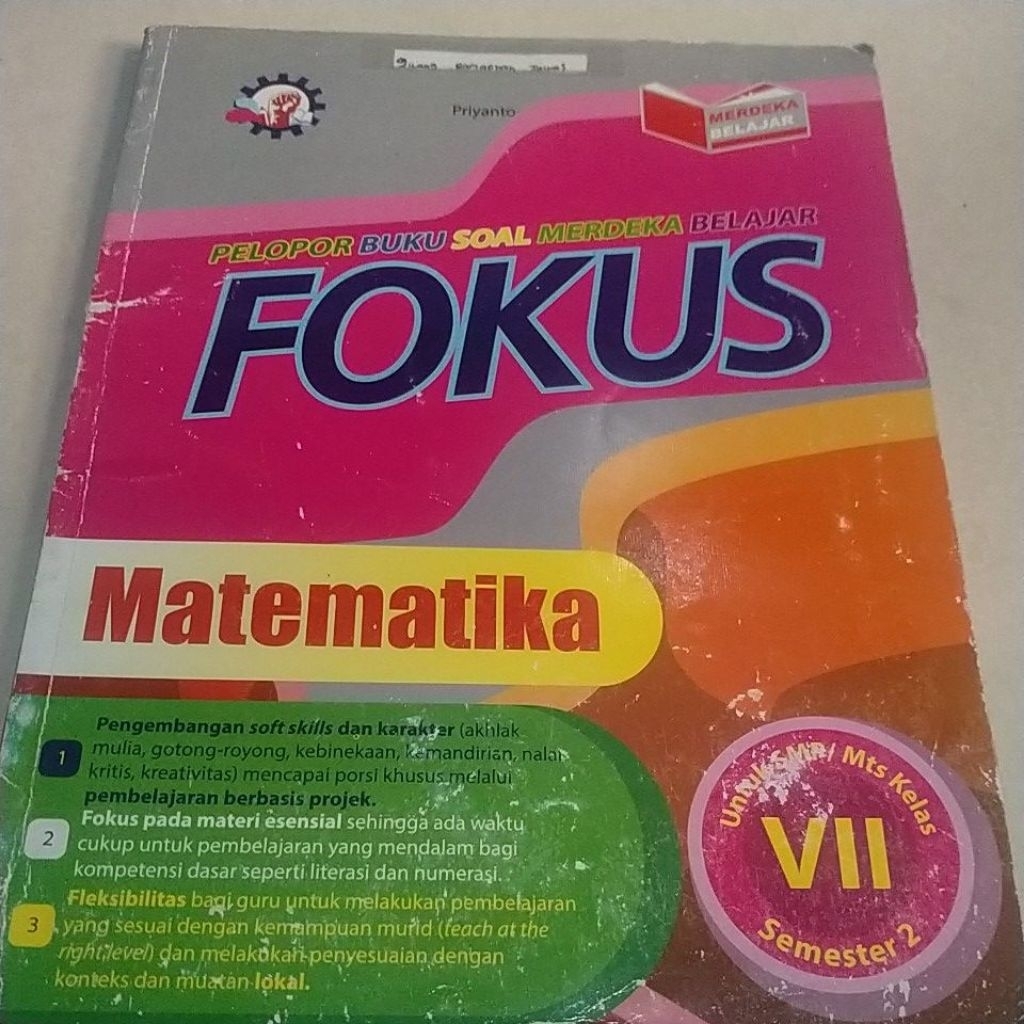 Priyanto
MERDEKA
BELAJAR
PELOPOR BUKU SOAL MERDEKA BELAJAR
FOKUS
Matematika
1
Pengembangan soft skills dan karakter (akhlak
mulia, gotong-royong, kebinekaan, kemandirian, nalar
kritis, kreativitas) mencapai porsi khusus melalui
pembelajaran berbasis projek.
2
Fokus pada materi esensial sehingga ada waktu
cukup untuk pembelajaran yang mendalam bagi
kompetensi dasar seperti literasi dan numerasi.
3
Fleksibilitas bagi guru untuk melakukan pembelajaran
yang sesuai dengan kemampuan murid (teach at the
right level) dan melakukan penyesuaian dengan
konteks dan muatan lokal.
Untuk SMP/ Mts Kelas
VII
Semester 2